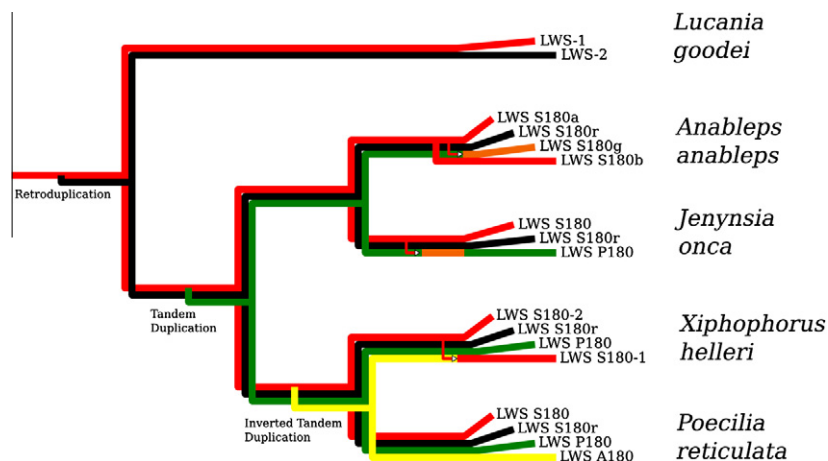 Lucania
goodei
LWS-1
LWS-2
Retroduplication
Anableps
anableps
LWS S180a
LWS S180r
LWS S180g
LWS S180b
Jenynsia
onca
LWS S180
LWS S180r
LWS P180
Tandem
Duplication
Xiphophorus
helleri
LWS S180-2
LWS S180r
LWS P180
LWS S180-1
Inverted Tandem
Duplication
Poecilia
reticulata
LWS S180
LWS S180r
LWS P180
LWS A180